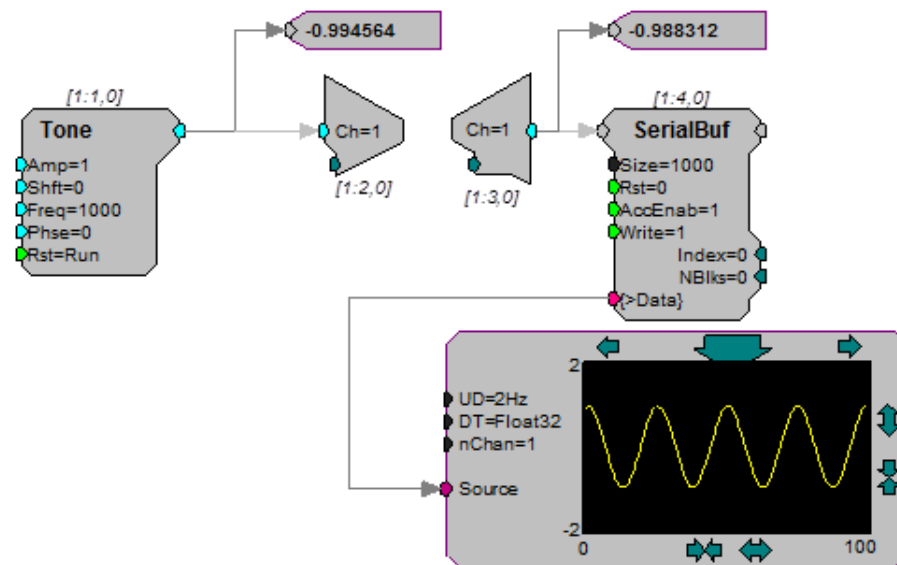 -0.994564
-0.988312
[1:1,0]
[1:4,0]
Tone
Ch=1
Ch=1
SerialBuf
Amp=1
Shft=0
Freq=1000
Phse=0
Rst=Run
[1:2,0]
[1:3,0]
Size=1000
Rst=0
AccEnab=1
Write=1
Index=0
NBlks=0
{>Data}
2
UD=2Hz
DT=Float32
nChan=1
Source
-2
0
100